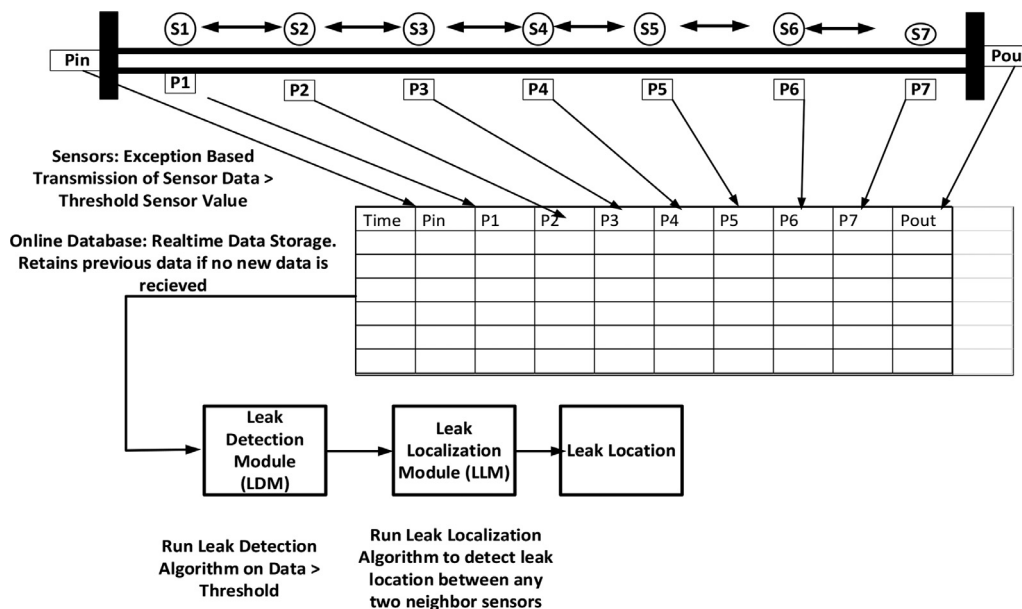 S1 S2 S3 S4 S5 S6 S7
Pin Pout
P1 P2 P3 P4 P5 P6 P7
Sensors: Exception Based
Transmission of Sensor Data >
Threshold Sensor Value
Time Pin P1 P2 P3 P4 P5 P6 P7 Pout
Online Database: Realtime Data Storage.
Retains previous data if no new data is
recieved
Leak
Detection
Module
(LDM)
Leak
Localization
Module (LLM)
Leak Location
Run Leak Detection
Algorithm on Data >
Threshold
Run Leak Localization
Algorithm to detect leak
location between any
two neighbor sensors